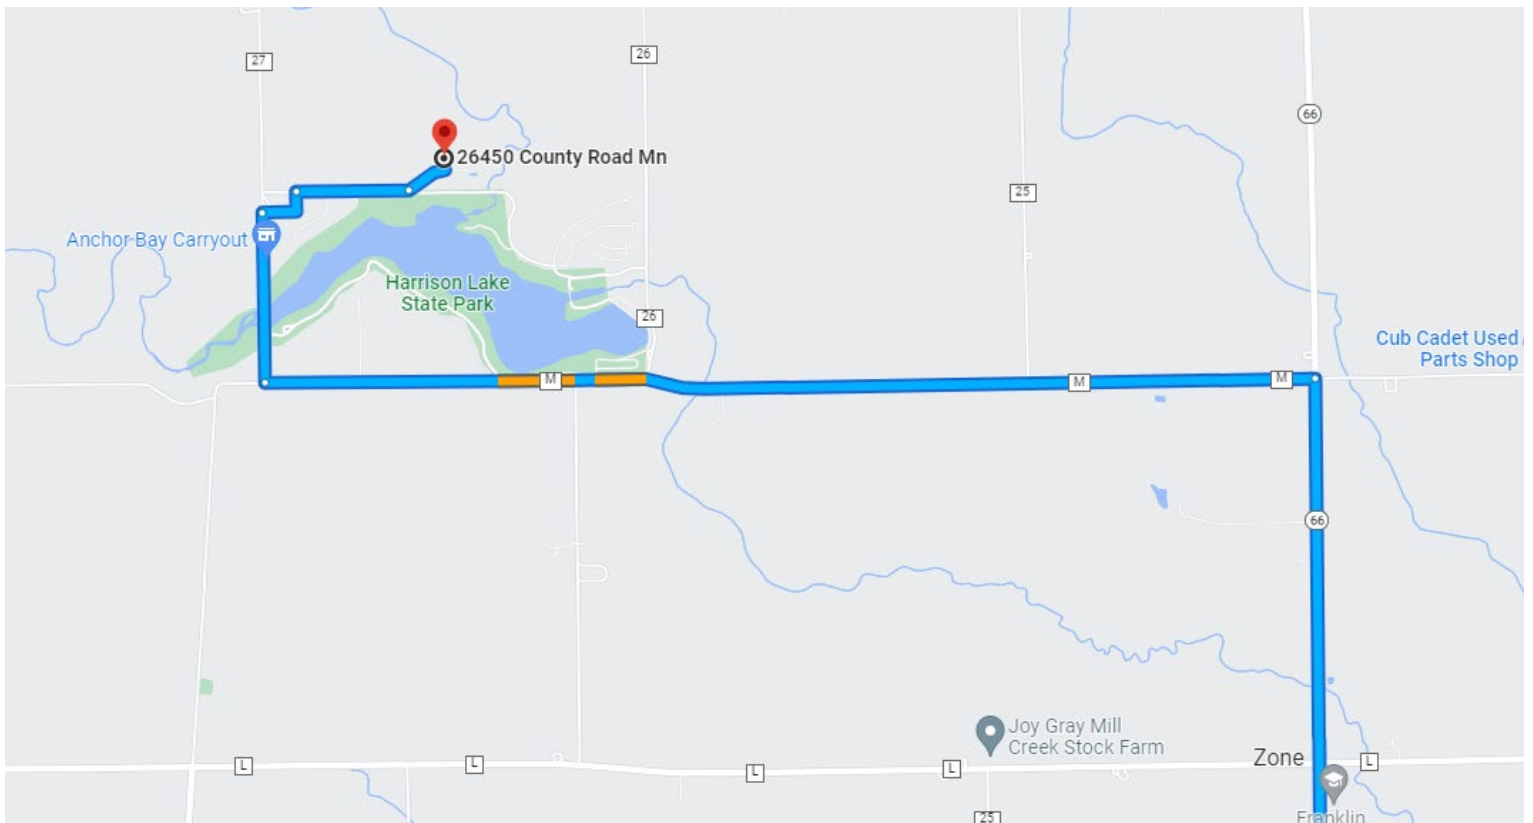 26
27
66
26450 County Road Mn
25
Anchor Bay Carryout
Harrison Lake
State Park
26
Cub Cadet Used
Parts Shop
M
M
M
66
Joy Gray Mill
Creek Stock Farm
Zone
L
L
L
L
L
25
Franklin